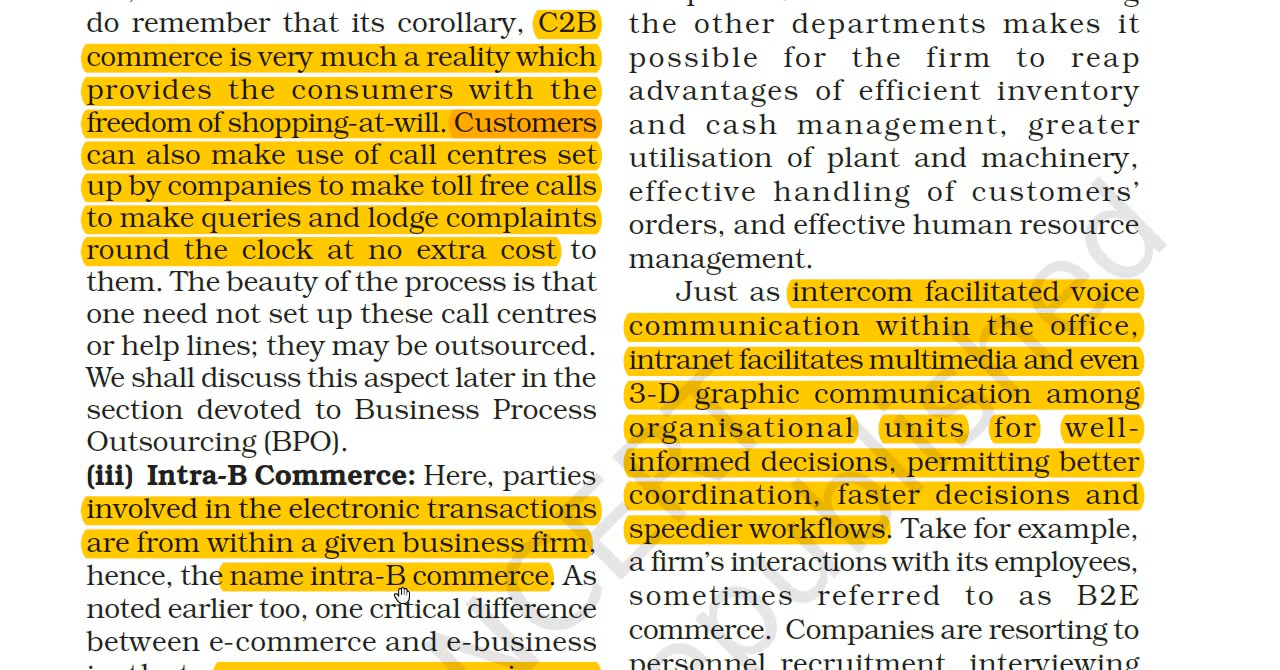 do remember that its corollary, C2B
commerce is very much a reality which
provides the consumers with the
freedom of shopping-at-will. Customers
can also make use of call centres set
up by companies to make toll free calls
to make queries and lodge complaints
round the clock at no extra cost to
them. The beauty of the process is that
one need not set up these call centres
or help lines; they may be outsourced.
We shall discuss this aspect later in the
section devoted to Business Process
Outsourcing (BPO).
(iii) Intra-B Commerce: Here, parties
involved in the electronic transactions
are from within a given business firm,
hence, the name intra-B commerce. As
noted earlier too, one critical difference
between e-commerce and e-business
the other departments makes it
possible for the firm to reap
advantages of efficient inventory
and cash management, greater
utilisation of plant and machinery,
effective handling of customers’
orders, and effective human resource
management.
Just as intercom facilitated voice
communication within the office,
intranet facilitates multimedia and even
3-D graphic communication among
organisational units for well-
informed decisions, permitting better
coordination, faster decisions and
speedier workflows. Take for example,
a firm’s interactions with its employees,
sometimes referred to as B2E
commerce. Companies are resorting to
personnel recruitment, interviewing
NCERT
published